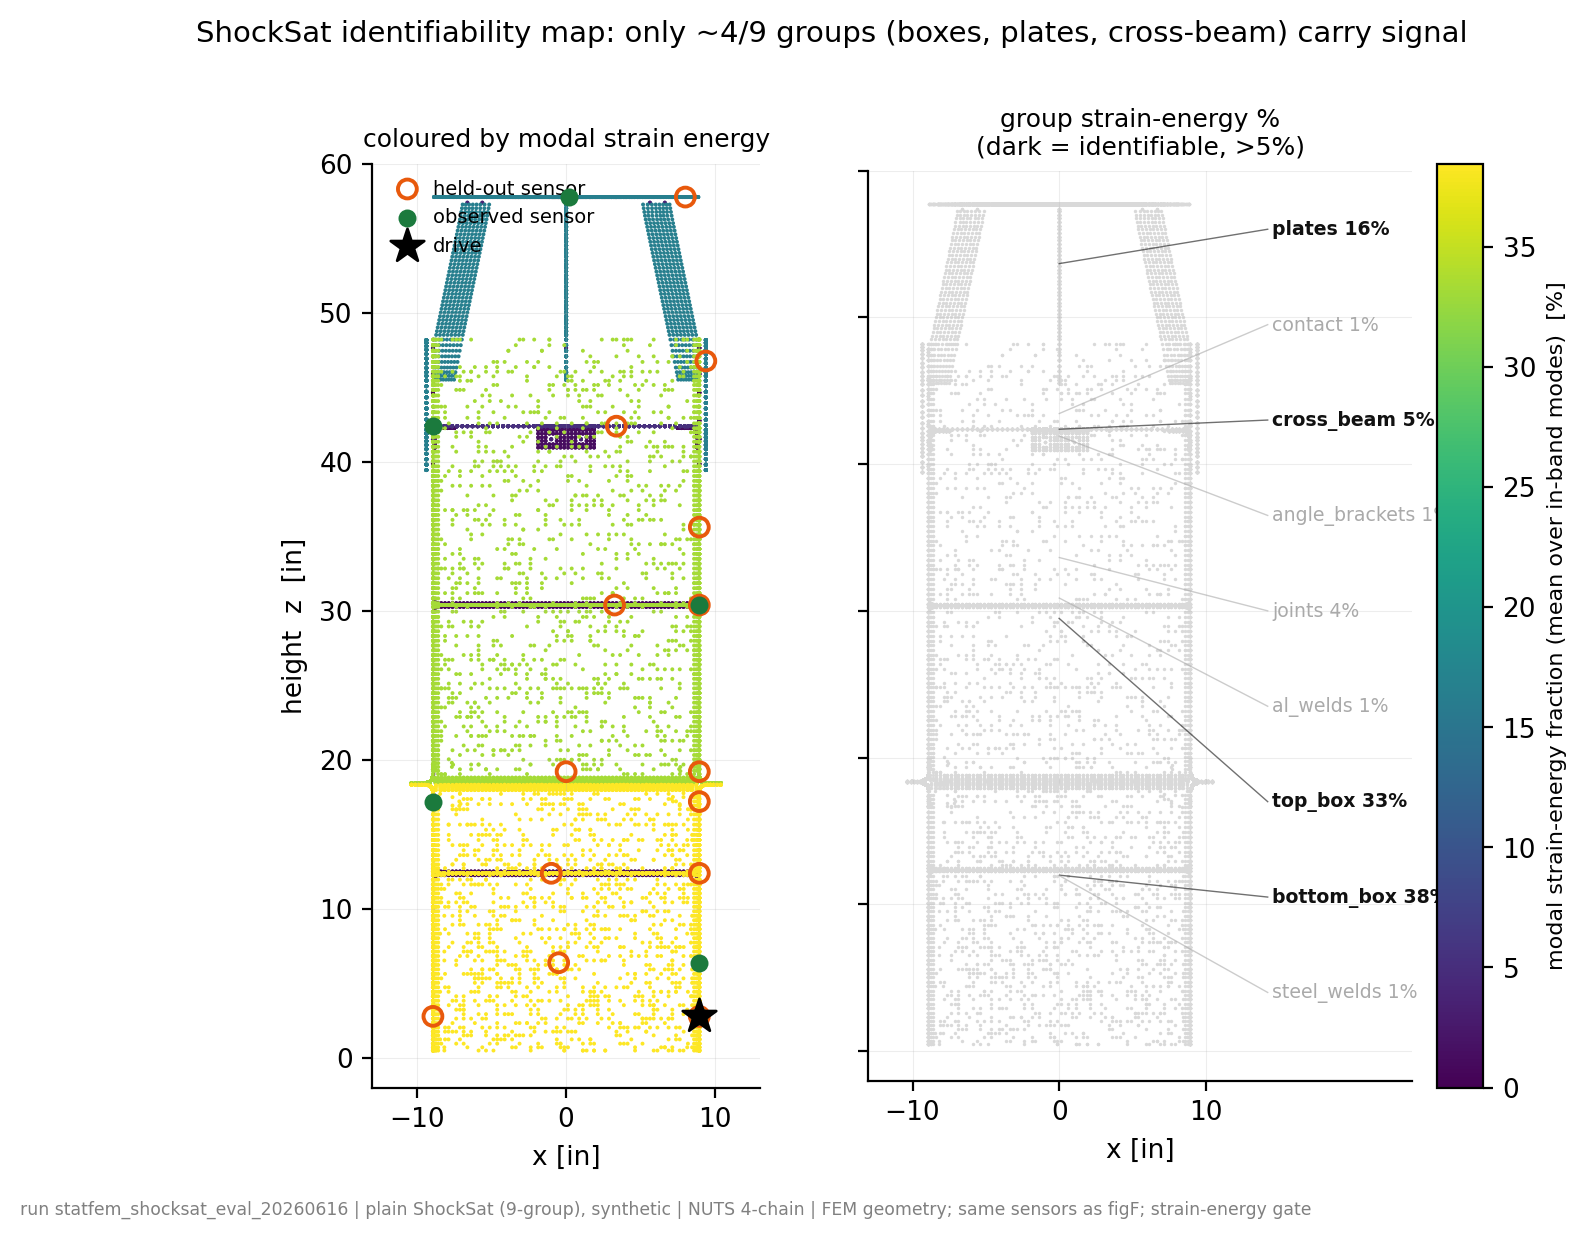 ShockSat identifiability map: only ~4/9 groups (boxes, plates, cross-beam) carry signal
coloured by modal strain energy
held-out sensor
observed sensor
drive
60
50
40
30
20
10
0
height z [in]
−10 0 10
x [in]
group strain-energy %
(dark = identifiable, >5%)
plates 16%
contact 1%
cross_beam 5%
angle_brackets 1%
joints 4%
al_welds 1%
top_box 33%
bottom_box 38%
steel_welds 1%
−10 0 10
x [in]
35
30
25
20
15
10
5
0
modal strain-energy fraction (mean over in-band modes) [%]
run statfem_shocksat_eval_20260616 | plain ShockSat (9-group), synthetic | NUTS 4-chain | FEM geometry; same sensors as figF; strain-energy gate